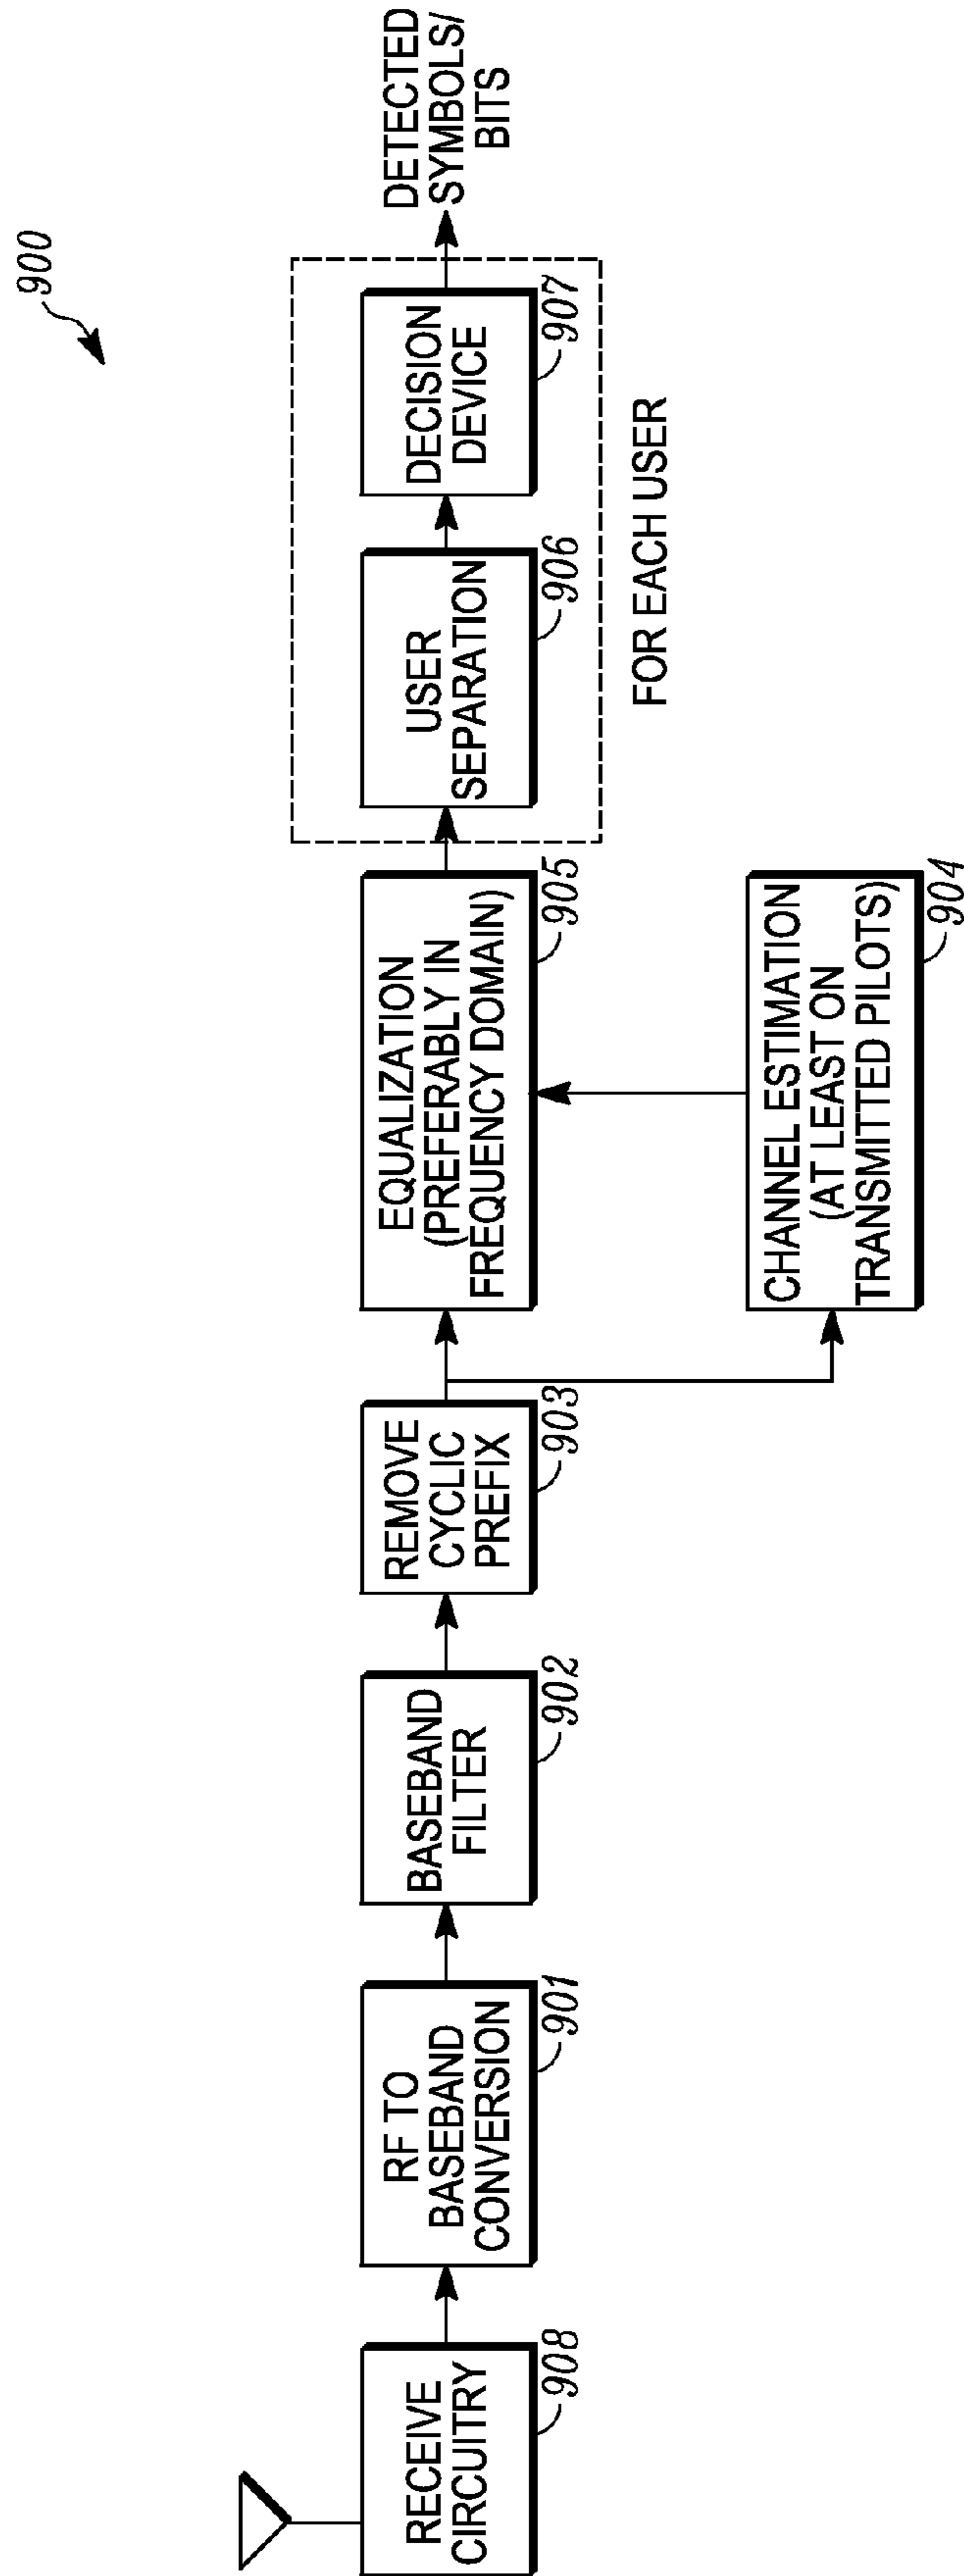 900
RECEIVE
CIRCUITRY
908
RF TO
BASEBAND
CONVERSION
901
BASEBAND
FILTER
902
REMOVE
CYCLIC
PREFIX
903
EQUALIZATION
(PREFERABLY IN
FREQUENCY DOMAIN)
905
CHANNEL ESTIMATION
(AT LEAST ON
TRANSMITTED PILOTS)
904
USER
SEPARATION
906
DECISION
DEVICE
907
FOR EACH USER
DETECTED
SYMBOLS/
BITS